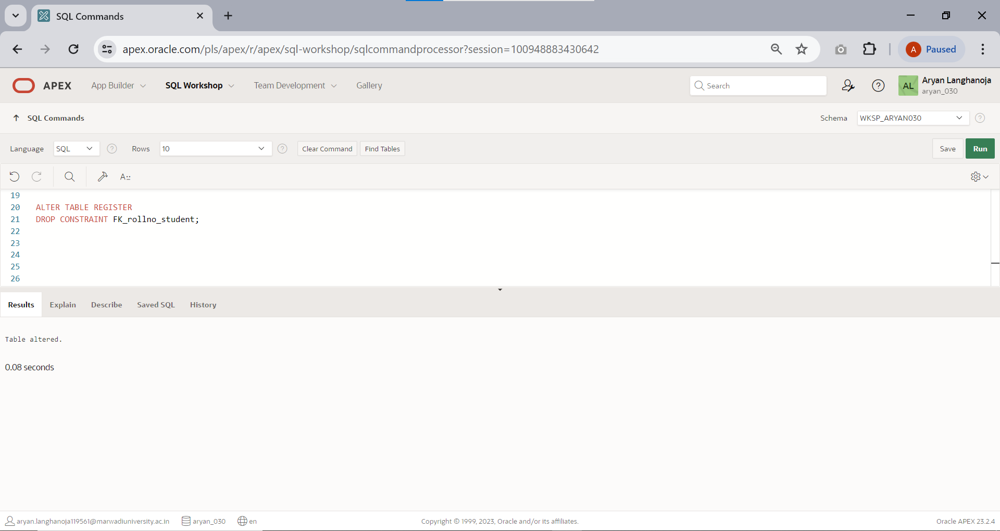 SQL Commands
apex.oracle.com/pls/apex/r/apex/sql-workshop/sqlcommandprocessor?session=100948883430642
A Paused
APEX App Builder SQL Workshop Team Development Gallery Search AL Aryan Langhanoja
aryan_030
SQL Commands Schema WKSP_ARYAN030 ?
Language SQL ? Rows 10 ? Clear Command Find Tables Save Run
A
19
20 ALTER TABLE REGISTER
21 DROP CONSTRAINT FK_rollno_student;
22
23
24
25
26
Results Explain Describe Saved SQL History
Table altered.
0.08 seconds
aryan.langhanoja119561@marwadiuniversity.ac.in aryan_030 en Copyright © 1999, 2023, Oracle and/or its affiliates. Oracle APEX 23.2.4